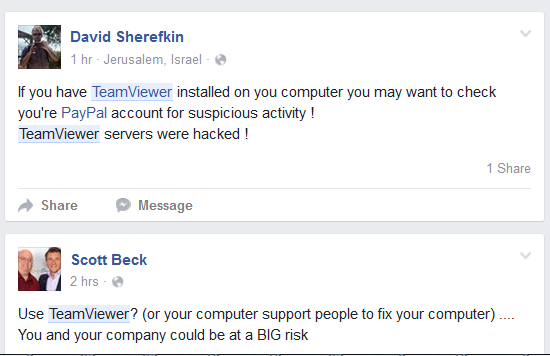 David Sherefkin
1 hr · Jerusalem, Israel ·
If you have TeamViewer installed on you computer you may want to check
you're PayPal account for suspicious activity !
TeamViewer servers were hacked !
1 Share
Share Message
Scott Beck
2 hrs ·
Use TeamViewer? (or your computer support people to fix your computer) ....
You and your company could be at a BIG risk